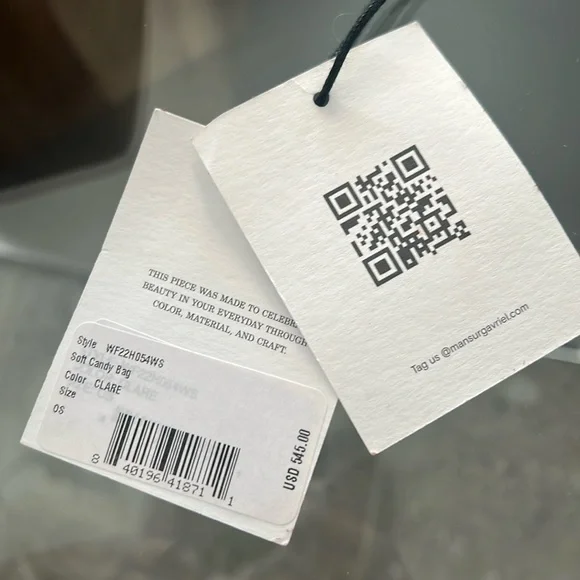 THIS PIECE WAS MADE TO CELEBR
BEAUTY IN YOUR EVERYDAY THROUGH
COLOR, MATERIAL, AND CRAFT.
Style WF22H054WS
Soft Candy Bag
Color CLARE
Size
OS
8 40196 41871 1
USD 545.00
Tag us @mansurgavriel.com